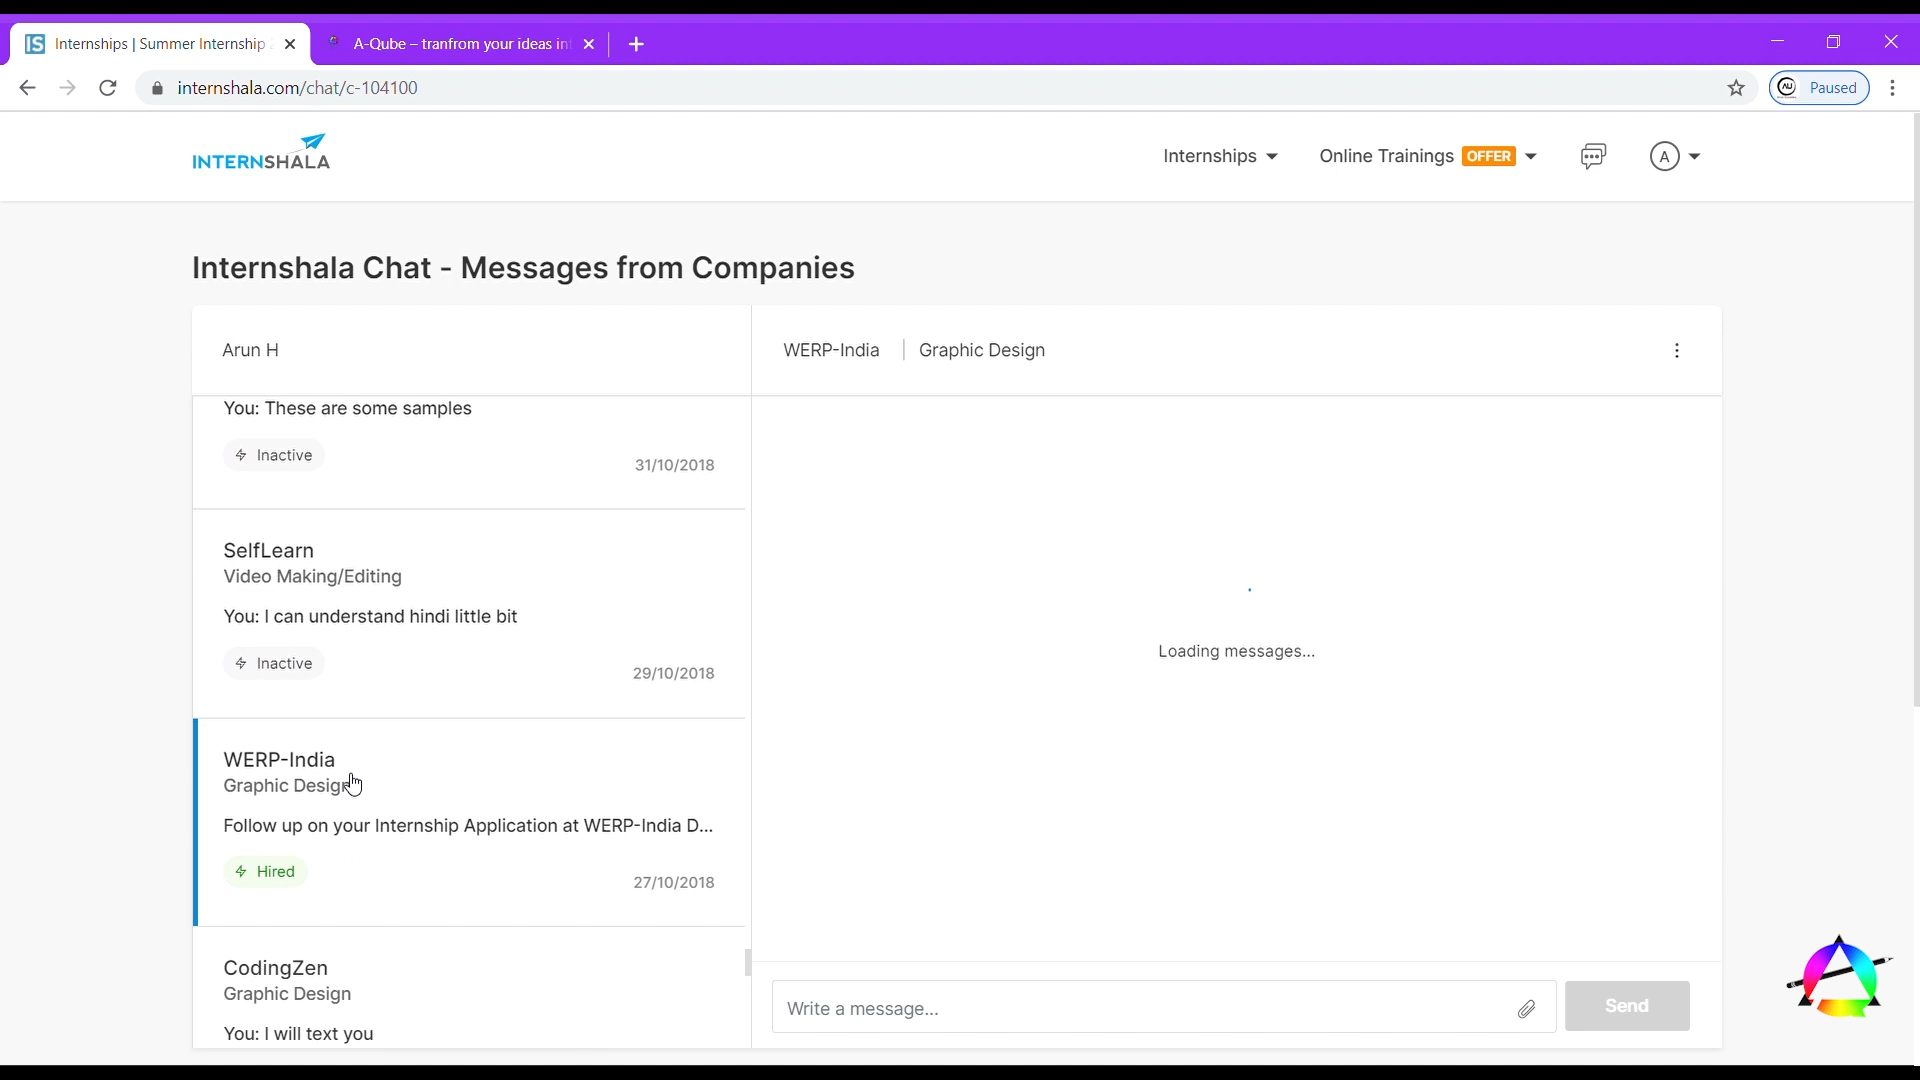 Internships | Summer Internship
A-Qube – tranfrom your ideas in
internshala.com/chat/c-104100
Paused
INTERNSHALA
Internships
Online Trainings OFFER
A
Internshala Chat - Messages from Companies
Arun H
WERP-India | Graphic Design
You: These are some samples
Inactive
31/10/2018
SelfLearn
Video Making/Editing
You: I can understand hindi little bit
Inactive
29/10/2018
Loading messages...
WERP-India
Graphic Design
Follow up on your Internship Application at WERP-India D...
Hired
27/10/2018
CodingZen
Graphic Design
You: I will text you
Write a message...
Send